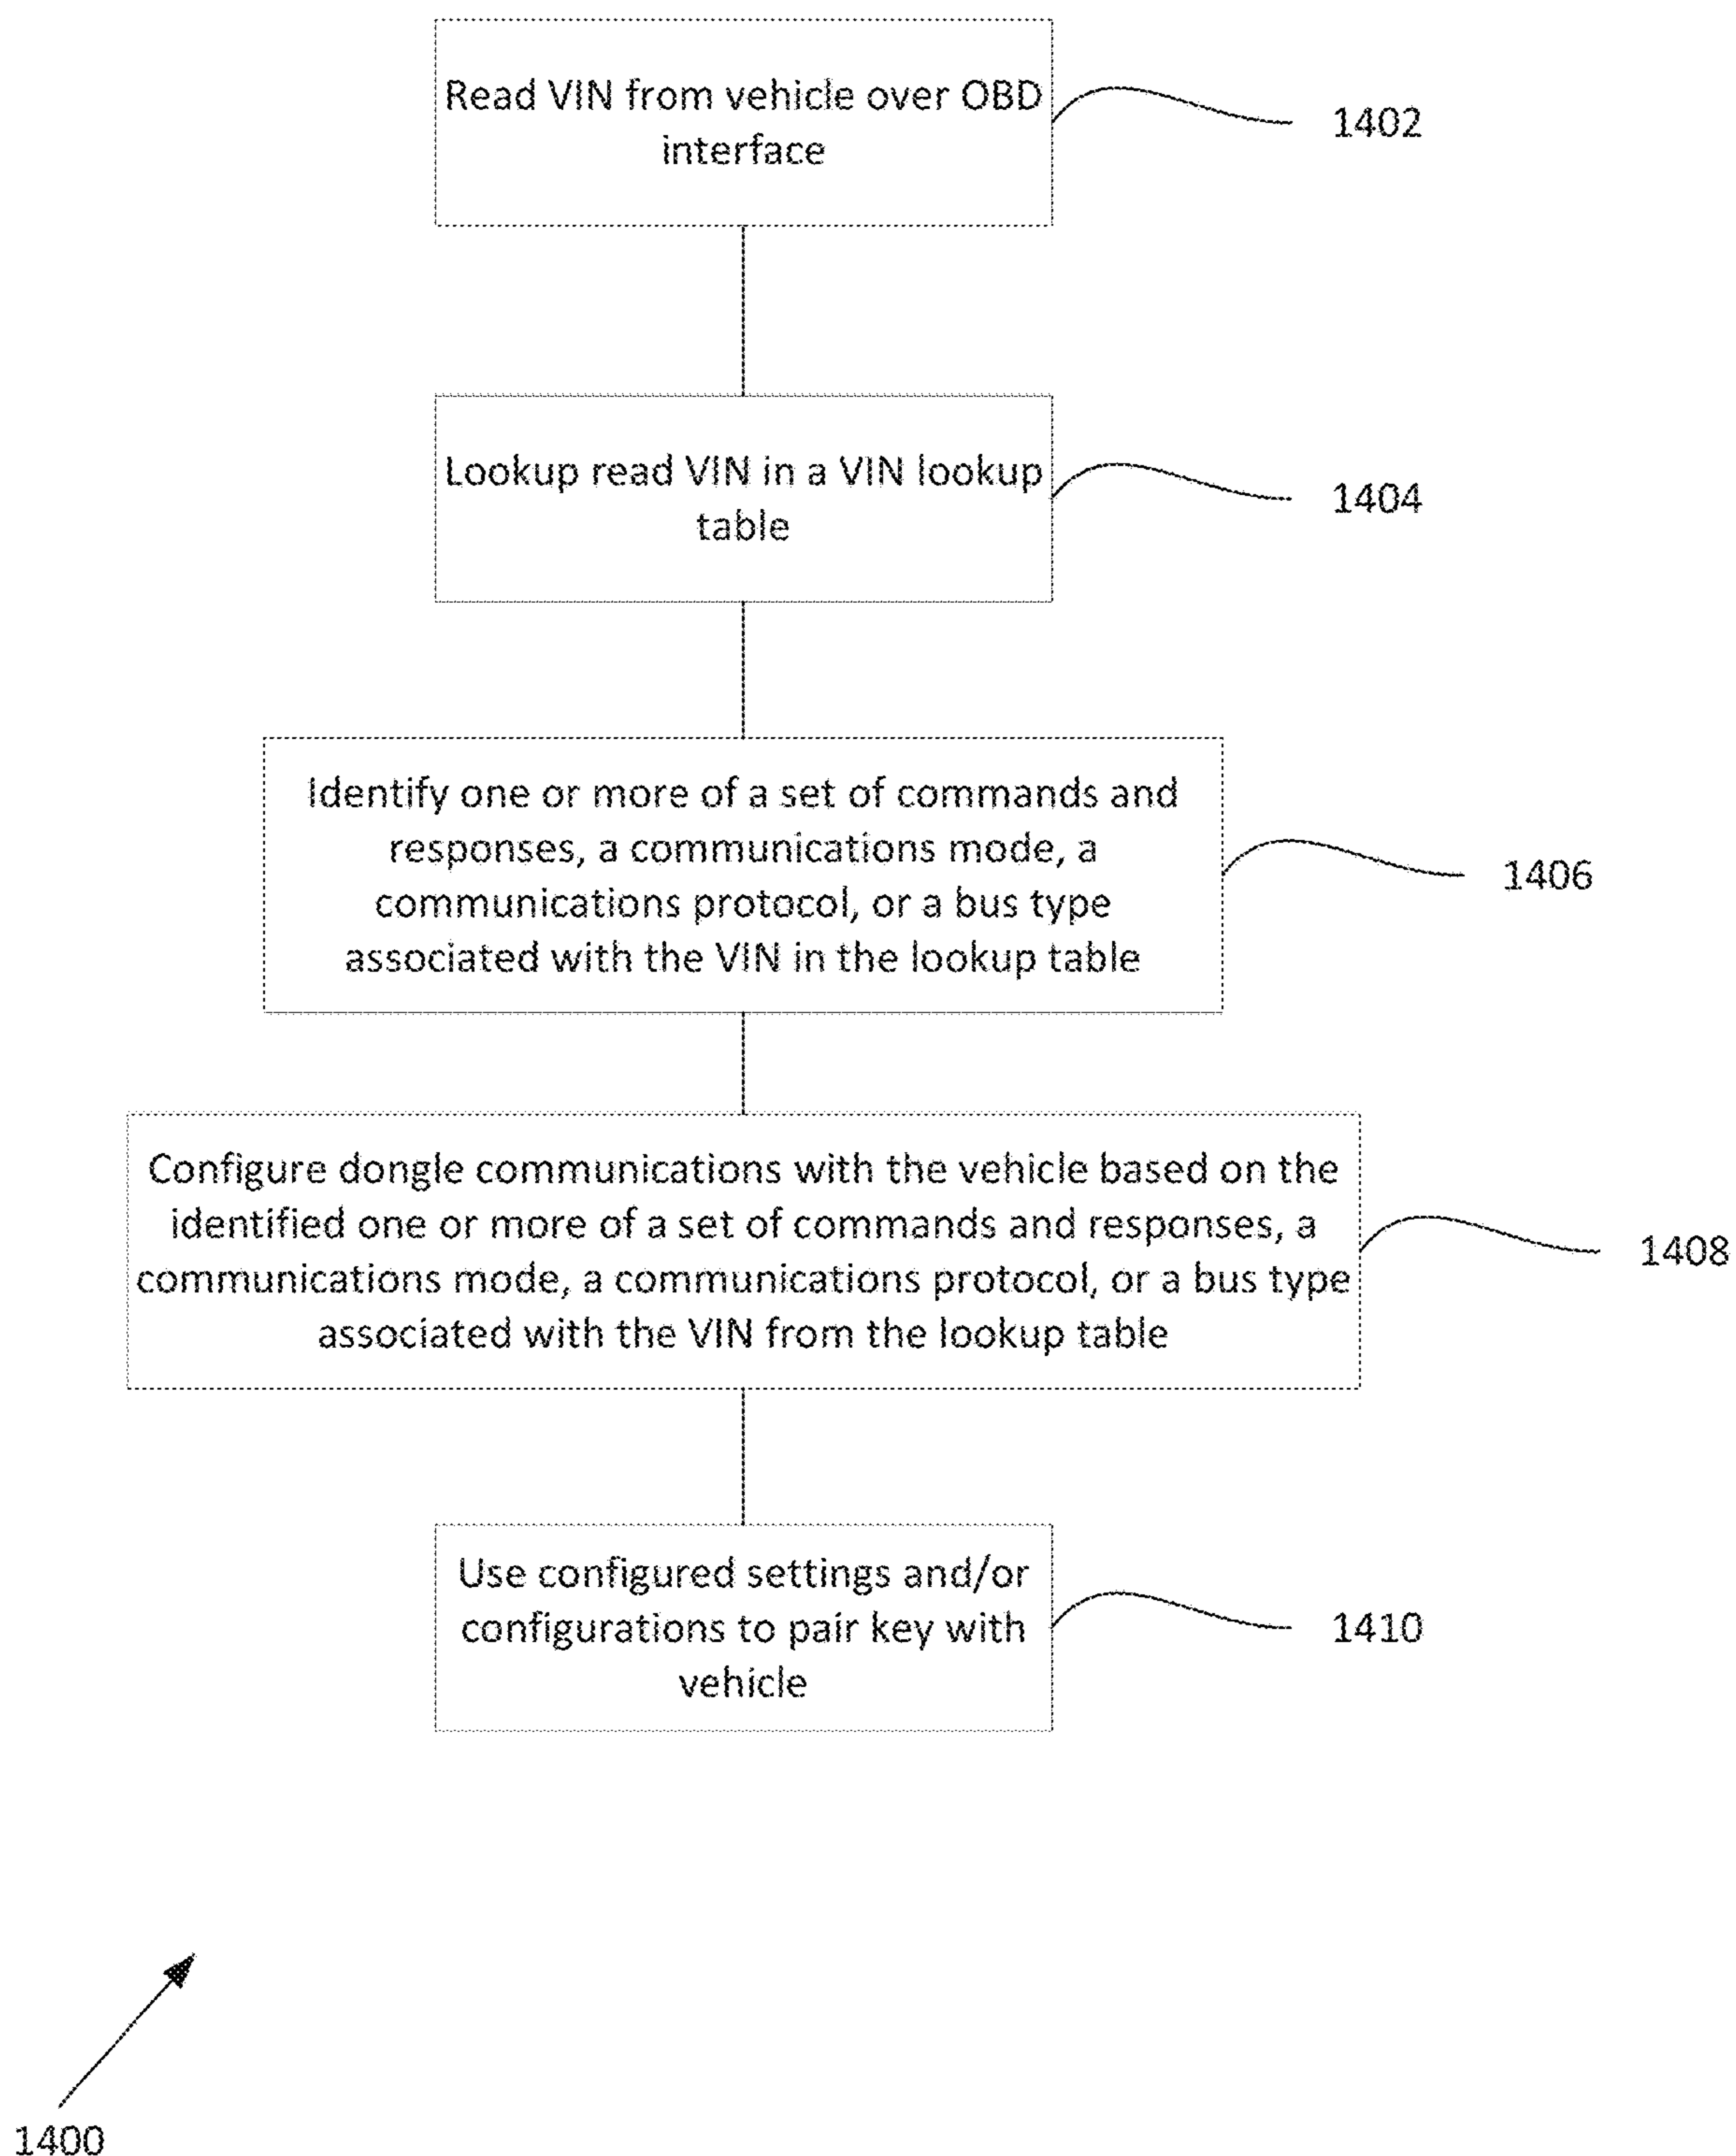 Read VIN from vehicle over OBD
interface
1402
Lookup read VIN in a VIN lookup
table
1404
Identify one or more of a set of commands and
responses, a communications mode, a
communications protocol, or a bus type
associated with the VIN in the lookup table
1406
Configure dongle communications with the vehicle based on the
identified one or more of a set of commands and responses, a
communications mode, a communications protocol, or a bus type
associated with the VIN from the lookup table
1408
Use configured settings and/or
configurations to pair key with
vehicle
1410
1400